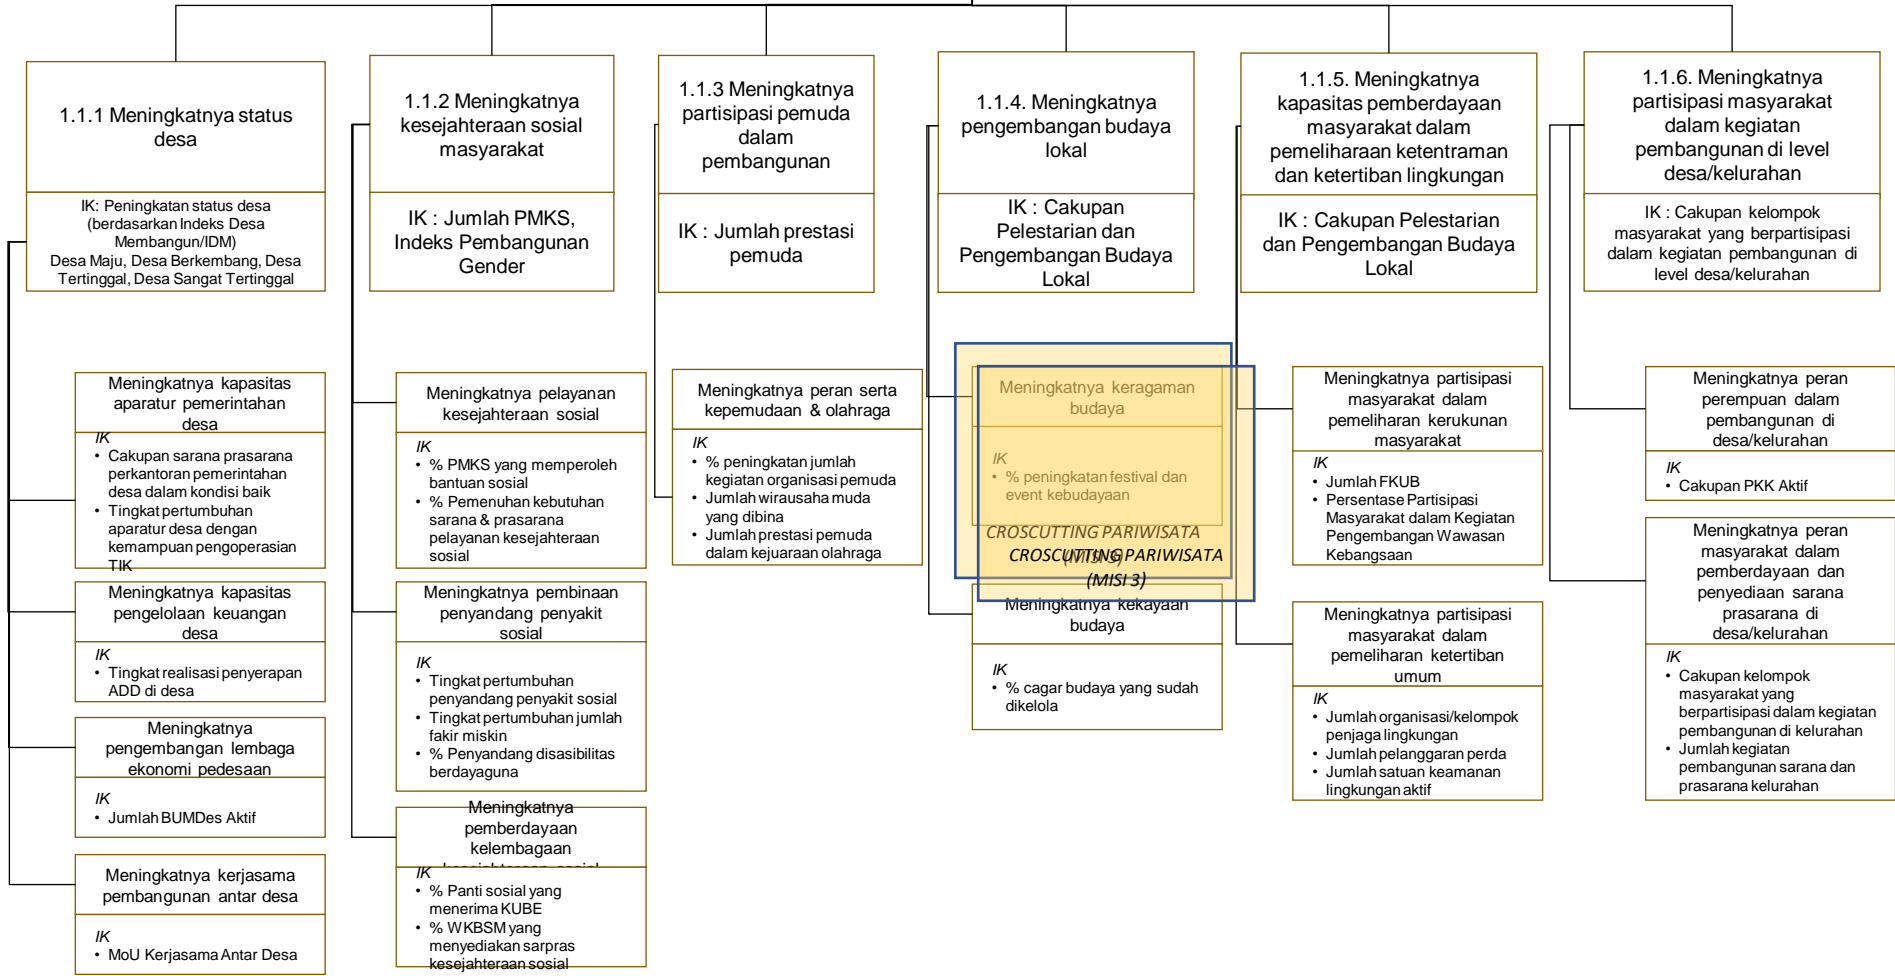 1.1.1 Meningkatnya status
desa
IK: Peningkatan status desa
(berdasarkan Indeks Desa
Membangun/IDM)
Desa Maju, Desa Berkembang, Desa
Tertinggal, Desa Sangat Tertinggal
Meningkatnya kapasitas
aparatur pemerintahan
desa
IK
• Cakupan sarana prasarana
perkantoran pemerintahan
desa dalam kondisi baik
• Tingkat pertumbuhan
aparatur desa dengan
kemampuan pengoperasian
TIK
Meningkatnya kapasitas
pengelolaan keuangan
desa
IK
• Tingkat realisasi penyerapan
ADD di desa
Meningkatnya
pengembangan lembaga
ekonomi pedesaan
IK
• Jumlah BUMDes Aktif
Meningkatnya kerjasama
pembangunan antar desa
IK
• MoU Kerjasama Antar Desa
1.1.2 Meningkatnya
kesejahteraan sosial
masyarakat
IK : Jumlah PMKS,
Indeks Pembangunan
Gender
Meningkatnya pelayanan
kesejahteraan sosial
IK
• % PMKS yang memperoleh
bantuan sosial
• % Pemenuhan kebutuhan
sarana & prasarana
pelayanan kesejahteraan
sosial
Meningkatnya pembinaan
penyandang penyakit
sosial
IK
• Tingkat pertumbuhan
penyandang penyakit sosial
• Tingkat pertumbuhan jumlah
fakir miskin
• % Penyandang disasibilitas
berdayaguna
Meningkatnya
pemberdayaan
kelembagaan
kesejahteraan sosial
IK
• % Panti sosial yang
menerima KUBE
• % WKBSM yang
menyediakan sarpras
kesejahteraan sosial
1.1.3 Meningkatnya
partisipasi pemuda
dalam
pembangunan
IK : Jumlah prestasi
pemuda
Meningkatnya peran serta
kepemudaan & olahraga
IK
• % peningkatan jumlah
kegiatan organisasi pemuda
• Jumlah wirausaha muda
yang dibina
• Jumlah prestasi pemuda
dalam kejuaraan olahraga
1.1.4. Meningkatnya
pengembangan budaya
lokal
IK : Cakupan
Pelestarian dan
Pengembangan Budaya
Lokal
Meningkatnya keragaman
budaya
IK
• % peningkatan festival dan
event kebudayaan
CROSCUTTING PARIWISATA
(MISI 3)
CROSCUTTING PARIWISATA
(MISI 3)
Meningkatnya kekayaan
budaya
IK
• % cagar budaya yang sudah
dikelola
1.1.5. Meningkatnya
kapasitas pemberdayaan
masyarakat dalam
pemeliharaan ketentraman
dan ketertiban lingkungan
IK : Cakupan Pelestarian
dan Pengembangan Budaya
Lokal
Meningkatnya partisipasi
masyarakat dalam
pemeliharan kerukunan
masyarakat
IK
• Jumlah FKUB
• Persentase Partisipasi
Masyarakat dalam Kegiatan
Pengembangan Wawasan
Kebangsaan
Meningkatnya partisipasi
masyarakat dalam
pemeliharan ketertiban
umum
IK
• Jumlah organisasi/kelompok
penjaga lingkungan
• Jumlah pelanggaran perda
• Jumlah satuan keamanan
lingkungan aktif
1.1.6. Meningkatnya
partisipasi masyarakat
dalam kegiatan
pembangunan di level
desa/kelurahan
IK : Cakupan kelompok
masyarakat yang berpartisipasi
dalam kegiatan pembangunan di
level desa/kelurahan
Meningkatnya peran
perempuan dalam
pembangunan di
desa/kelurahan
IK
• Cakupan PKK Aktif
Meningkatnya peran
masyarakat dalam
pemberdayaan dan
penyediaan sarana
prasarana di
desa/kelurahan
IK
• Cakupan kelompok
masyarakat yang
berpartisipasi dalam kegiatan
pembangunan di kelurahan
• Jumlah kegiatan
pembangunan sarana dan
prasarana kelurahan